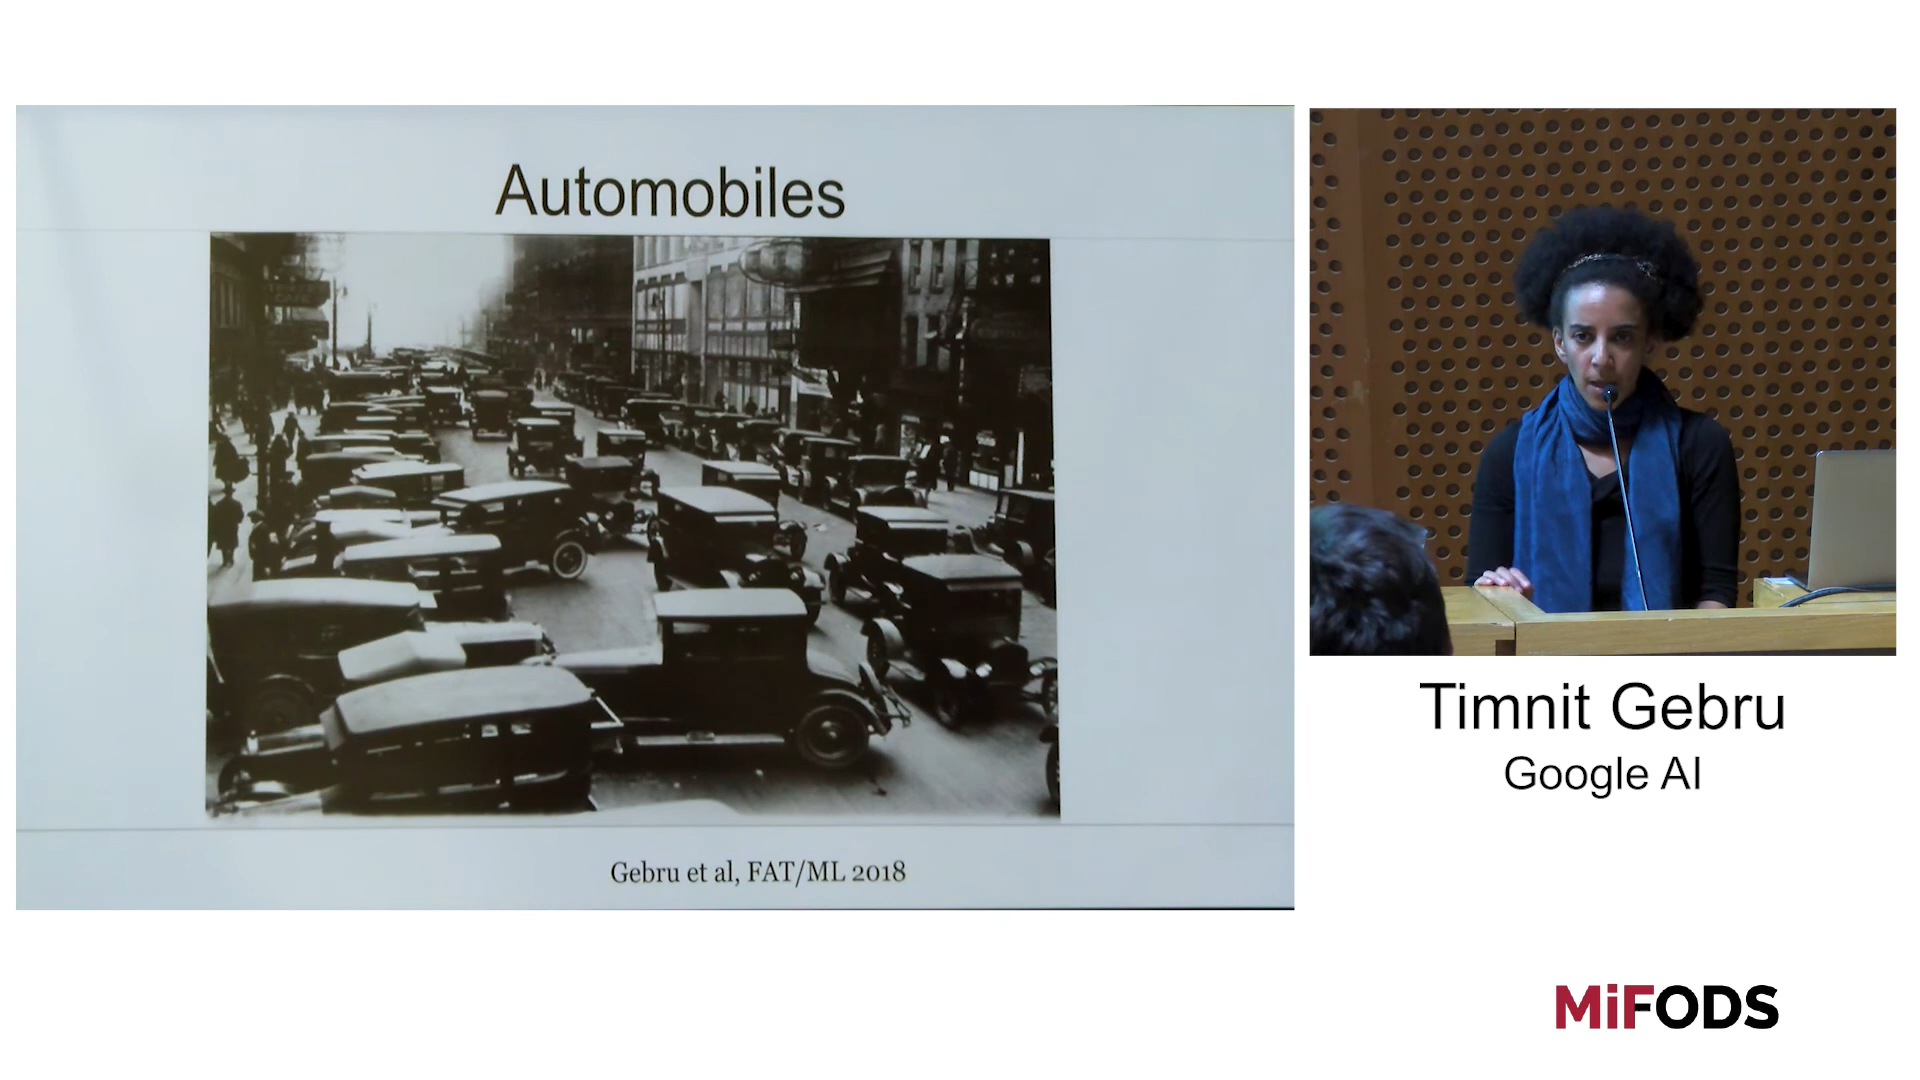 Automobiles
Gebru et al, FAT/ML 2018
Timnit Gebru
Google AI
MiFODS